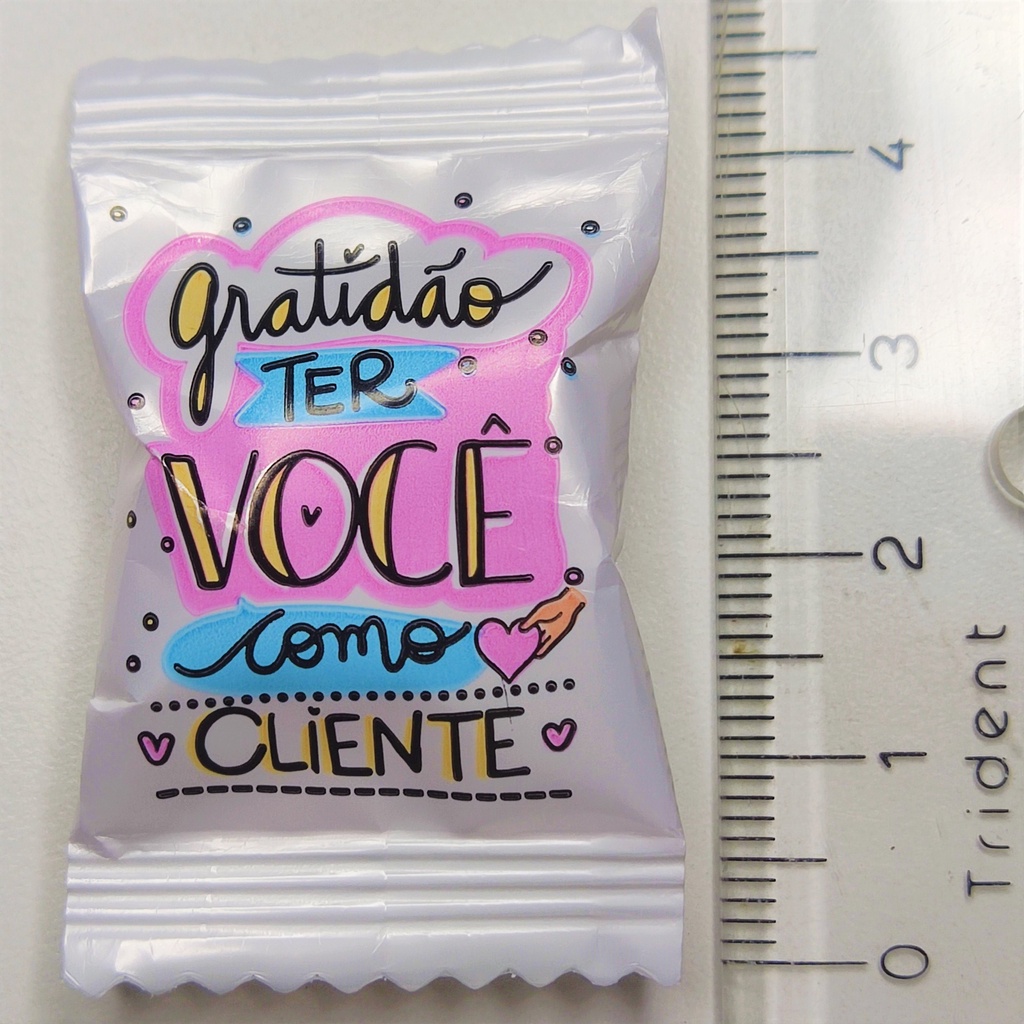 gratidão
TER
VOCÊ
como
CLiENTE
4
3
2
1
0
Trident